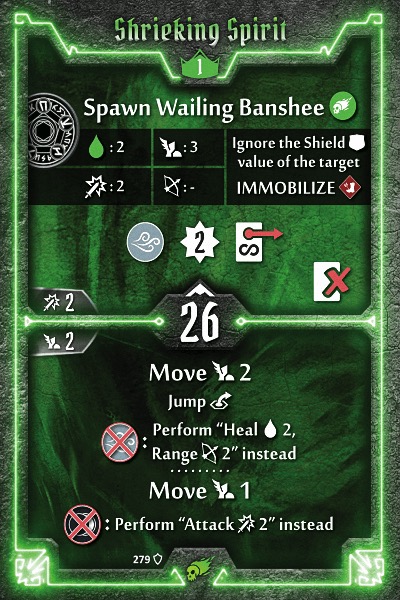 Shrieking Spirit
1
Spawn Wailing Banshee
: 2 : 3 Ignore the Shield
value of the target
: 2 : - IMMOBILIZE
2 S
2
26
2
Move 2
Jump
: Perform “Heal 2,
Range 2” instead
Move 1
: Perform “Attack 2” instead
279